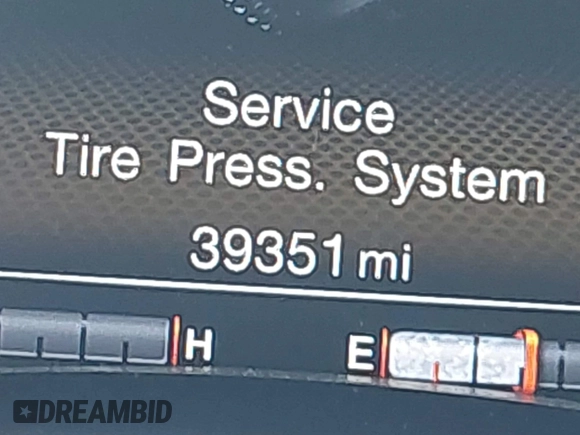 Service
Tire Press. System
39351 mi
H E
DREAMBID